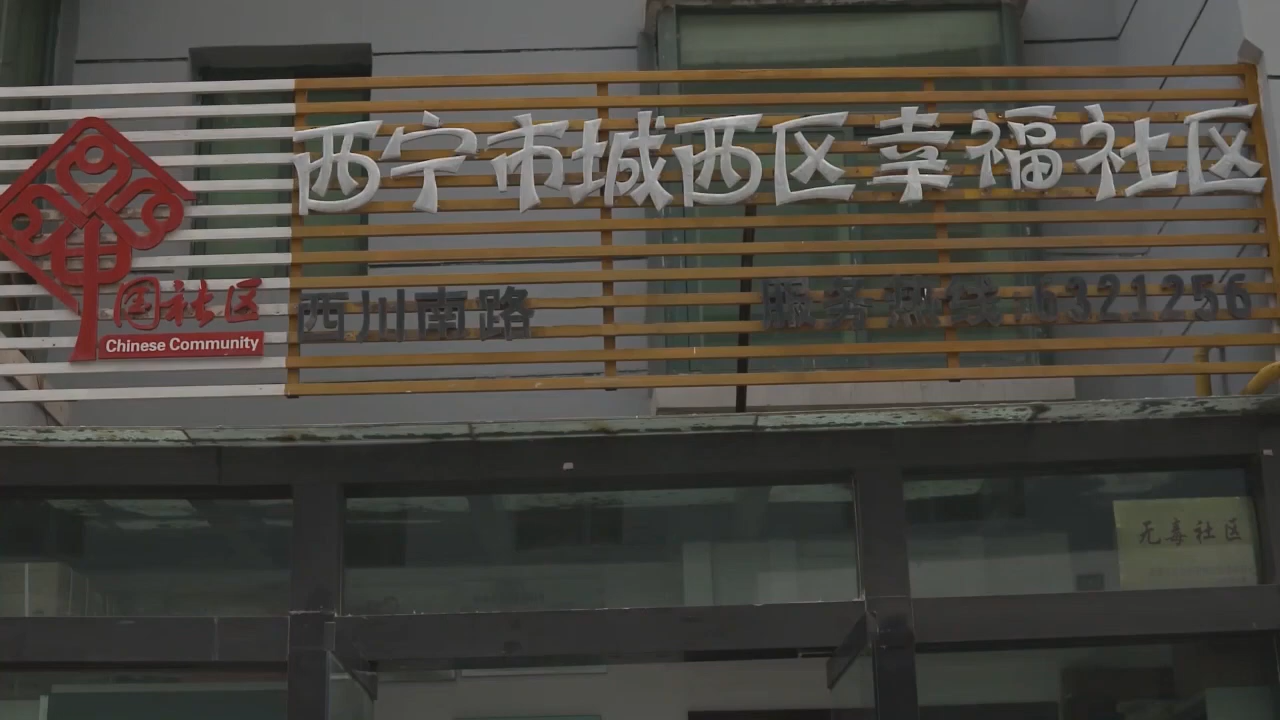 西宁市城西区幸福社区
国社区
Chinese Community
西川南路 服务热线:6321256
无毒社区